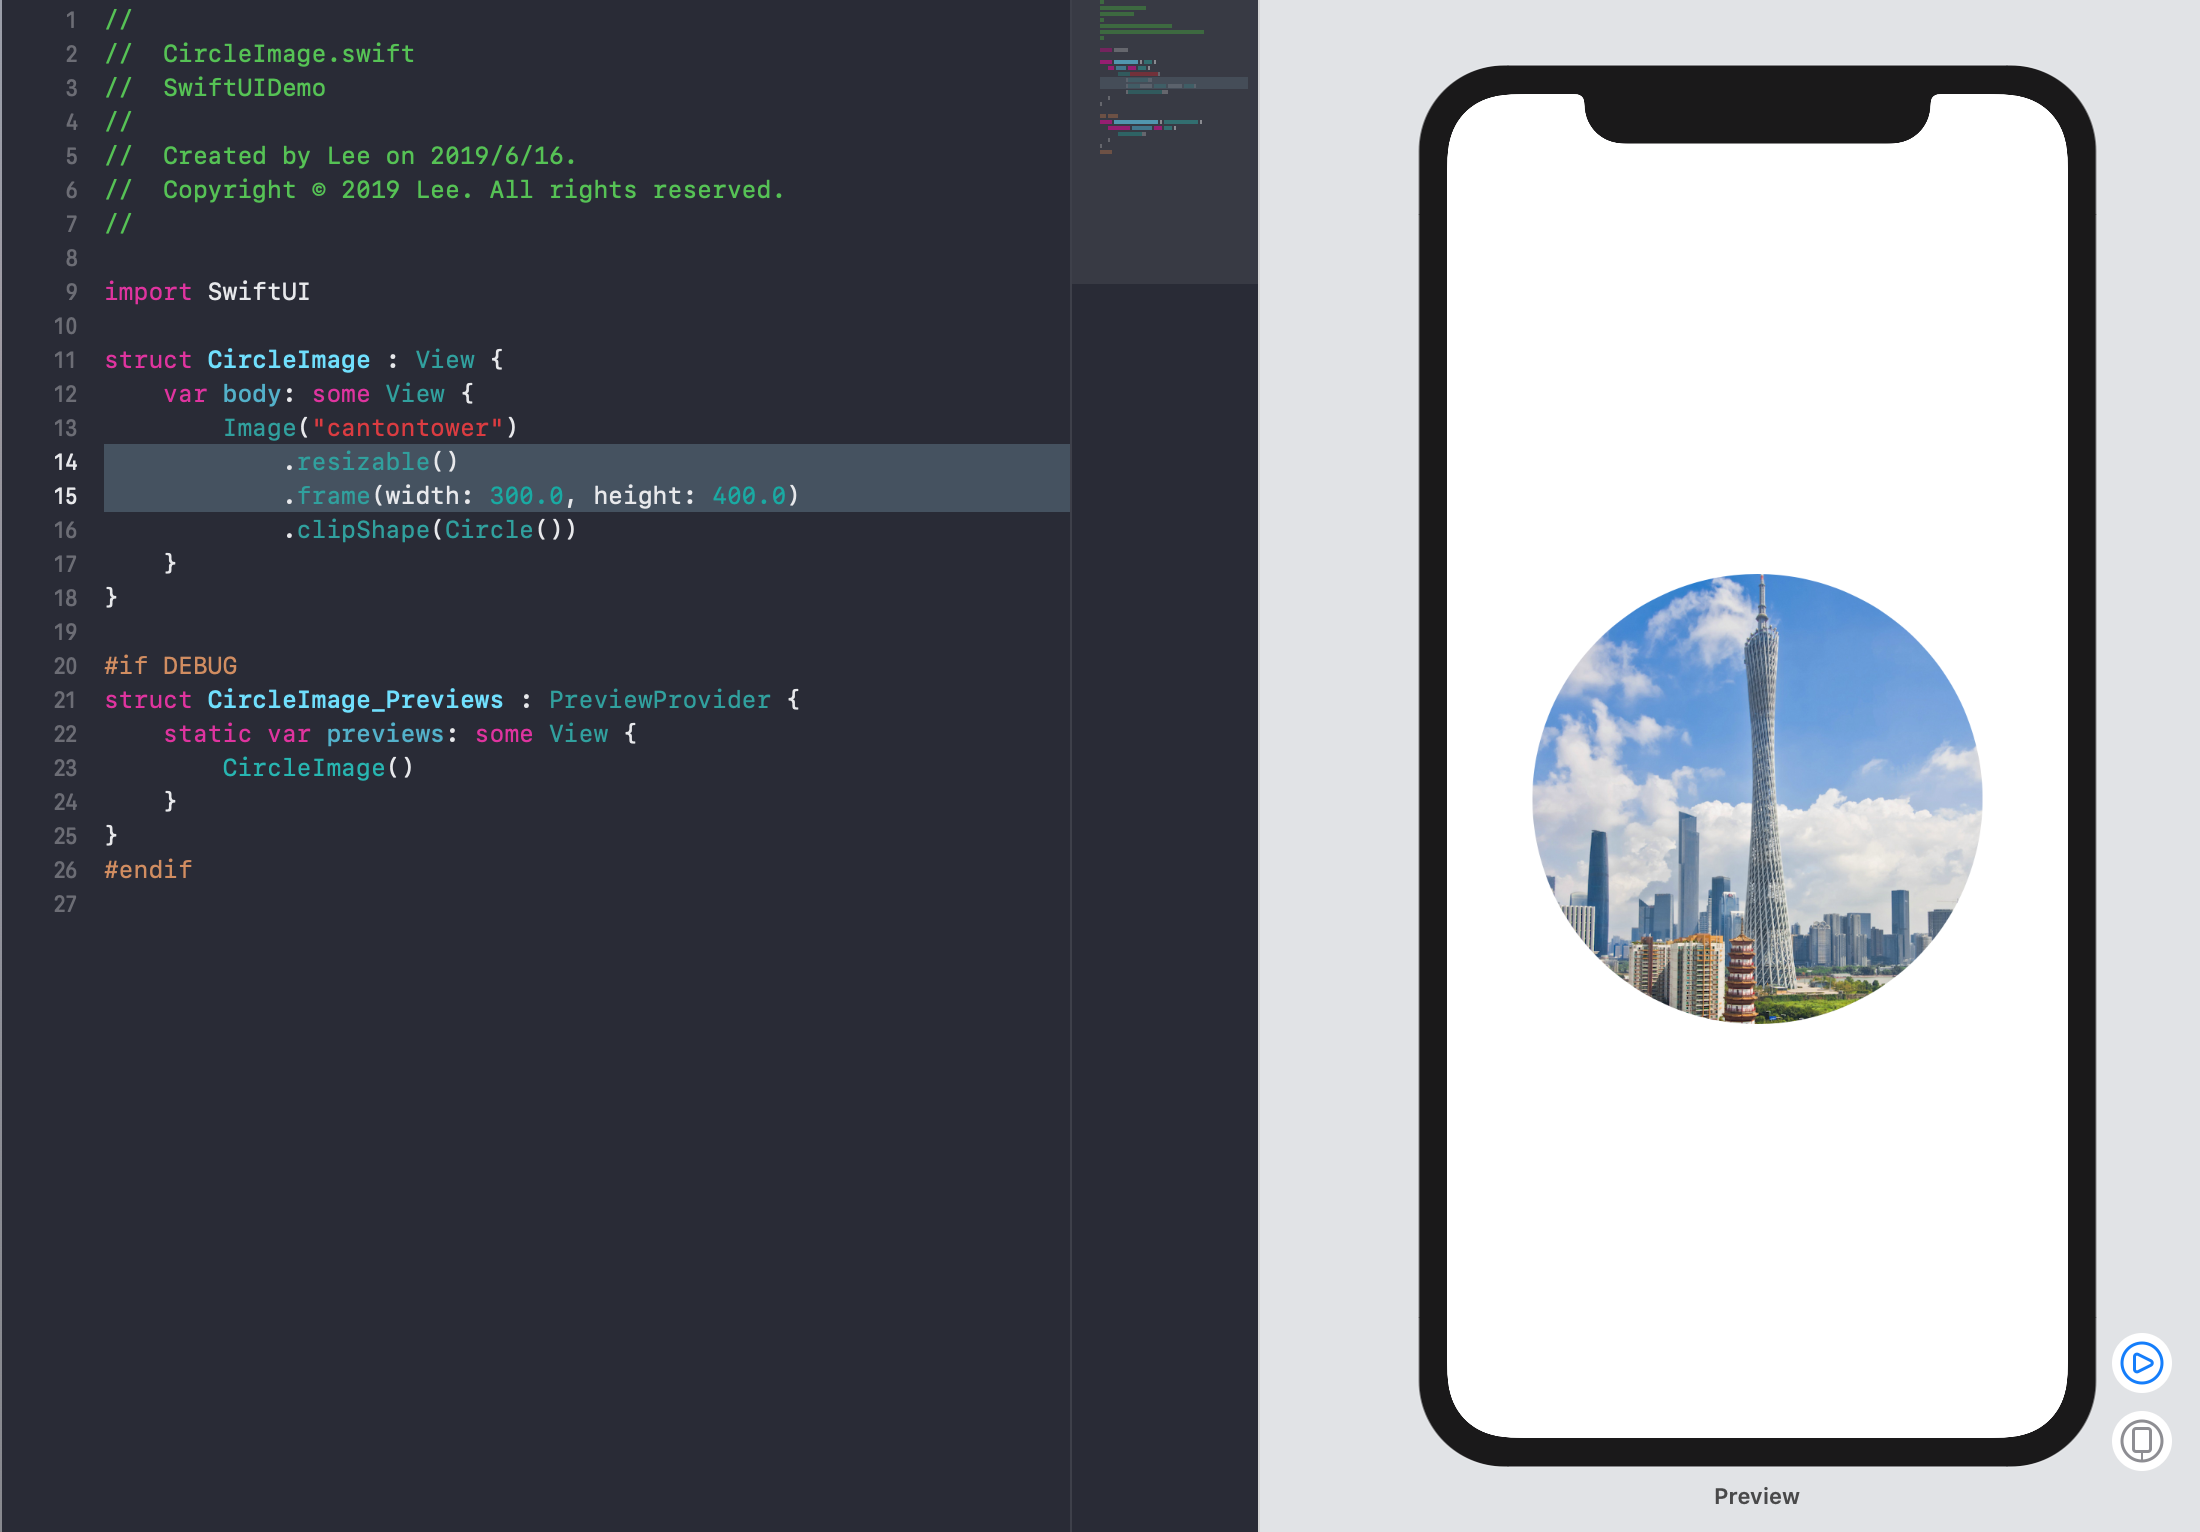 1 //
2 //  CircleImage.swift
3 //  SwiftUIDemo
4 //
5 //  Created by Lee on 2019/6/16.
6 //  Copyright © 2019 Lee. All rights reserved.
7 //
8
9 import SwiftUI
10
11 struct CircleImage : View {
12     var body: some View {
13         Image("cantontower")
14             .resizable()
15             .frame(width: 300.0, height: 400.0)
16             .clipShape(Circle())
17     }
18 }
19
20 #if DEBUG
21 struct CircleImage_Previews : PreviewProvider {
22     static var previews: some View {
23         CircleImage()
24     }
25 }
26 #endif
27
Preview